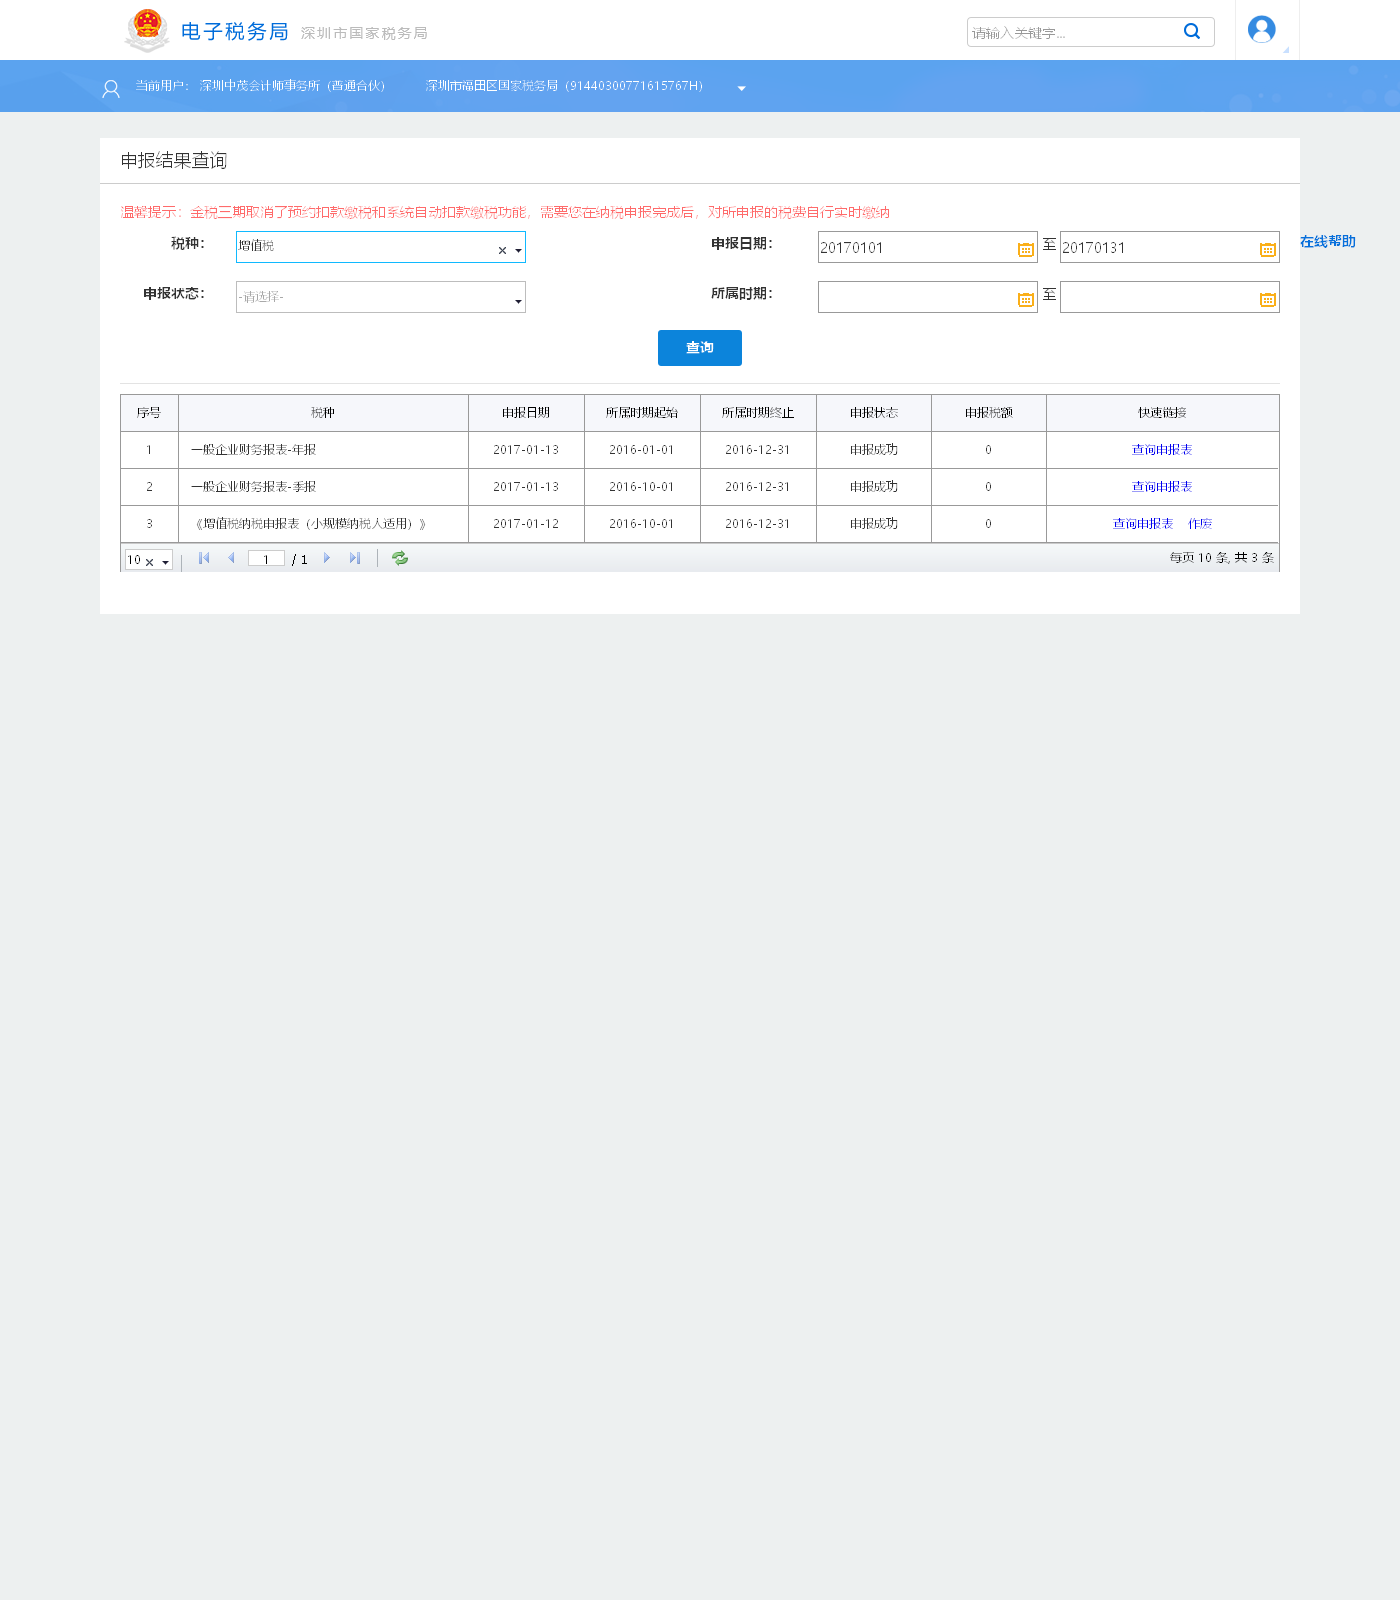 电子税务局 深圳市国家税务局 请输入关键字...
当前用户： 深圳中茂会计师事务所（普通合伙） 深圳市福田区国家税务局（91440300771615767H）
申报结果查询
温馨提示：金税三期取消了预约扣款缴税和系统自动扣款缴税功能，需要您在纳税申报完成后，对所申报的税费自行实时缴纳
税种： 增值税 申报日期： 20170101 至 20170131 在线帮助
申报状态： -请选择- 所属时期： 至
查询
序号 税种 申报日期 所属时期起始 所属时期终止 申报状态 申报税额 快速链接
1 一般企业财务报表-年报 2017-01-13 2016-01-01 2016-12-31 申报成功 0 查询申报表
2 一般企业财务报表-季报 2017-01-13 2016-10-01 2016-12-31 申报成功 0 查询申报表
3 《增值税纳税申报表（小规模纳税人适用）》 2017-01-12 2016-10-01 2016-12-31 申报成功 0 查询申报表 作废
10 1 / 1 每页 10 条, 共 3 条